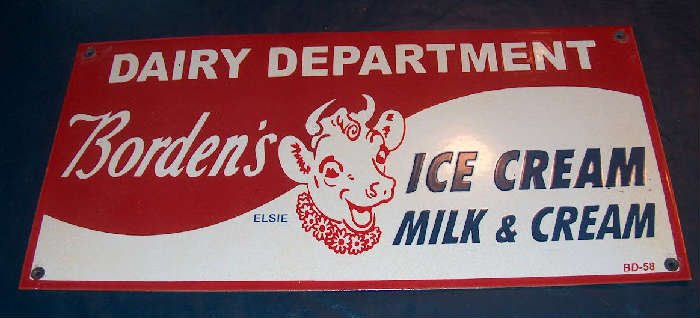 DAIRY DEPARTMENT
Borden's
ELSIE
ICE CREAM
MILK & CREAM
BD-58